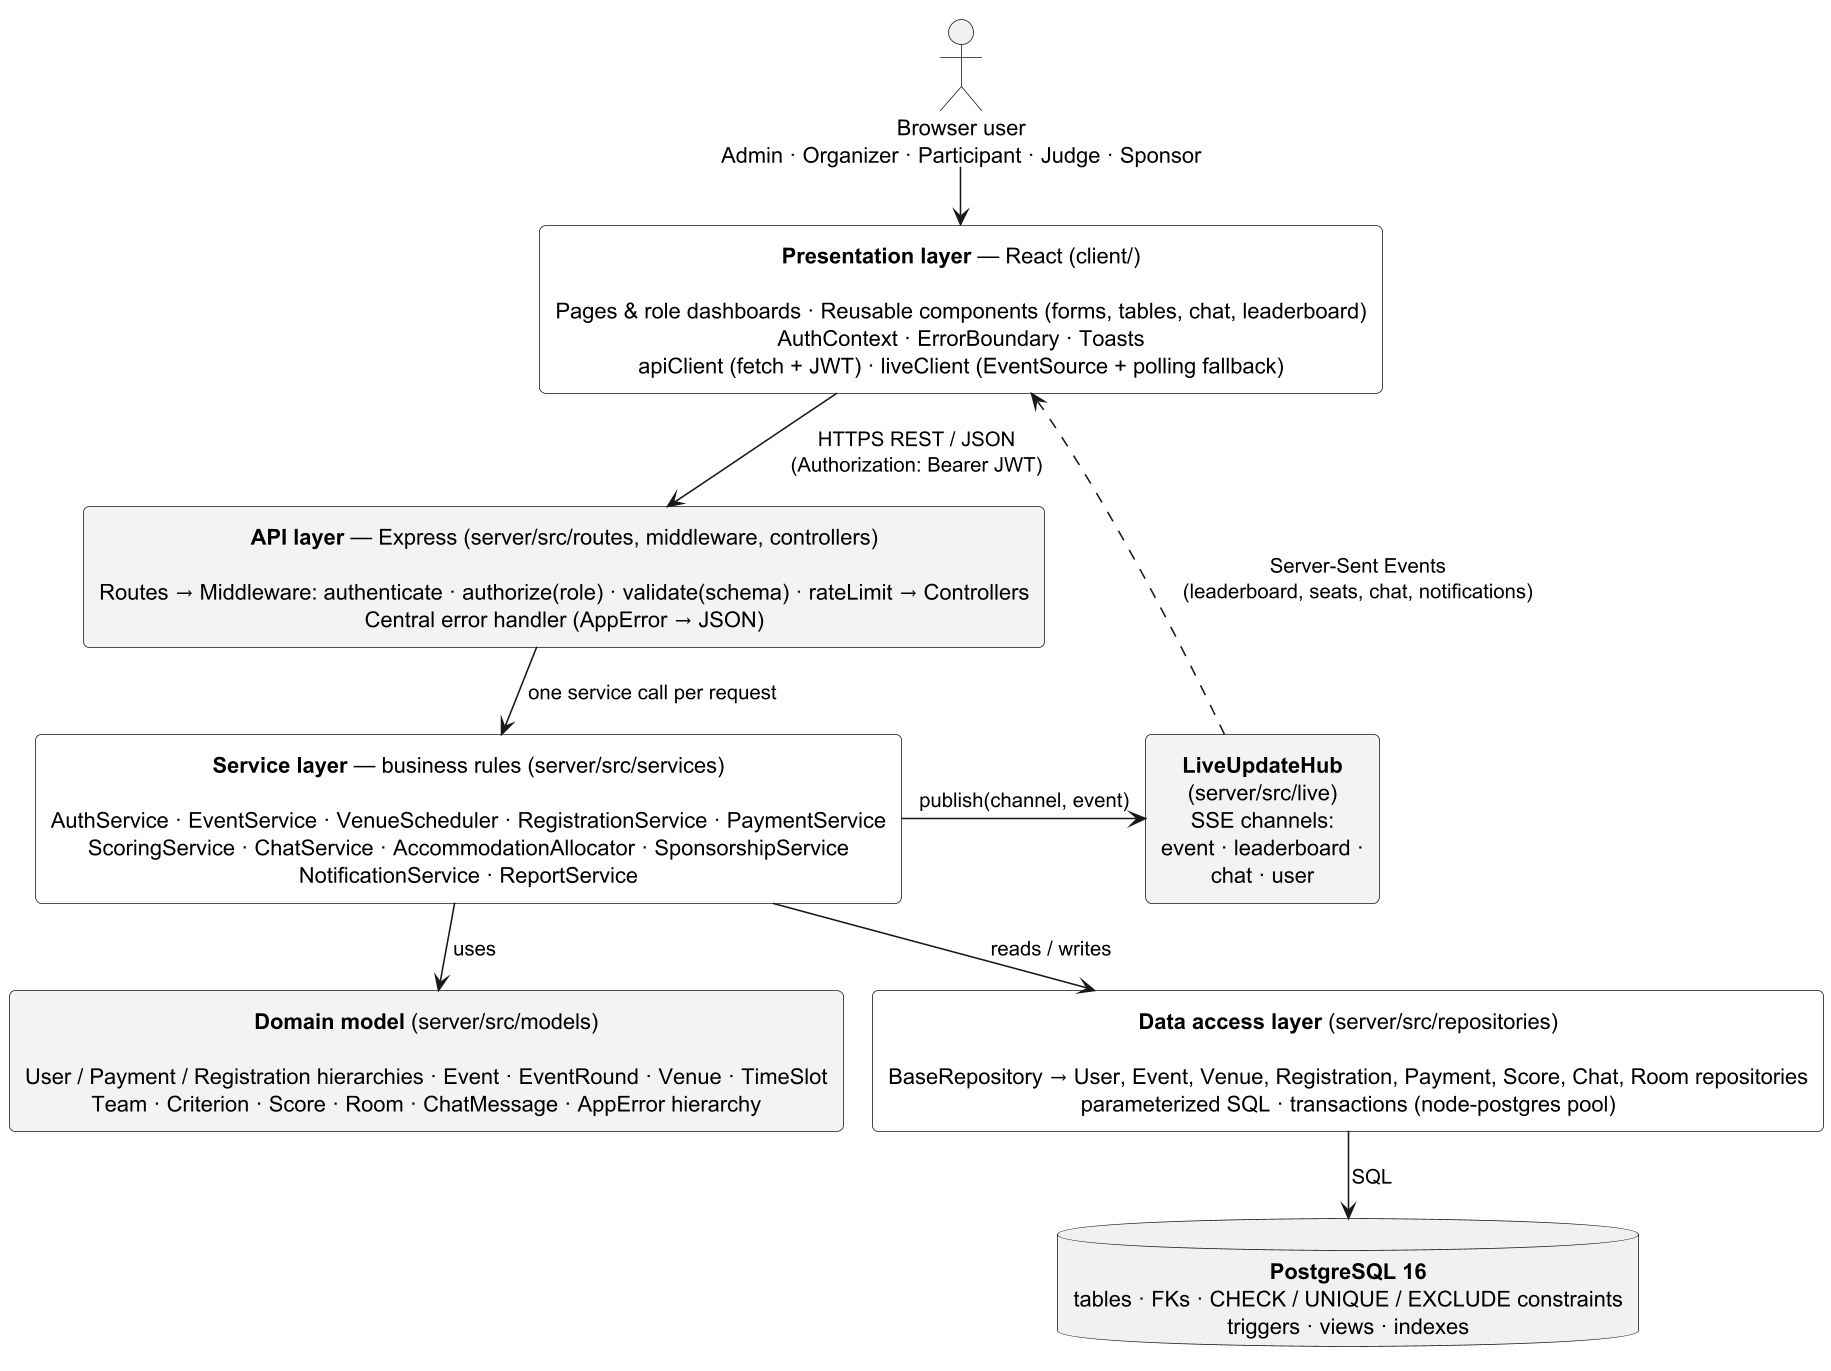 Browser user
Admin · Organizer · Participant · Judge · Sponsor
Presentation layer — React (client/)
Pages & role dashboards · Reusable components (forms, tables, chat, leaderboard)
AuthContext · ErrorBoundary · Toasts
apiClient (fetch + JWT) · liveClient (EventSource + polling fallback)
HTTPS REST / JSON
(Authorization: Bearer JWT)
API layer — Express (server/src/routes, middleware, controllers)
Routes → Middleware: authenticate · authorize(role) · validate(schema) · rateLimit → Controllers
Central error handler (AppError → JSON)
Server-Sent Events
(leaderboard, seats, chat, notifications)
one service call per request
Service layer — business rules (server/src/services)
AuthService · EventService · VenueScheduler · RegistrationService · PaymentService
ScoringService · ChatService · AccommodationAllocator · SponsorshipService
NotificationService · ReportService
publish(channel, event)
LiveUpdateHub
(server/src/live)
SSE channels:
event · leaderboard ·
chat · user
uses
reads / writes
Domain model (server/src/models)
User / Payment / Registration hierarchies · Event · EventRound · Venue · TimeSlot
Team · Criterion · Score · Room · ChatMessage · AppError hierarchy
Data access layer (server/src/repositories)
BaseRepository → User, Event, Venue, Registration, Payment, Score, Chat, Room repositories
parameterized SQL · transactions (node-postgres pool)
SQL
PostgreSQL 16
tables · FKs · CHECK / UNIQUE / EXCLUDE constraints
triggers · views · indexes